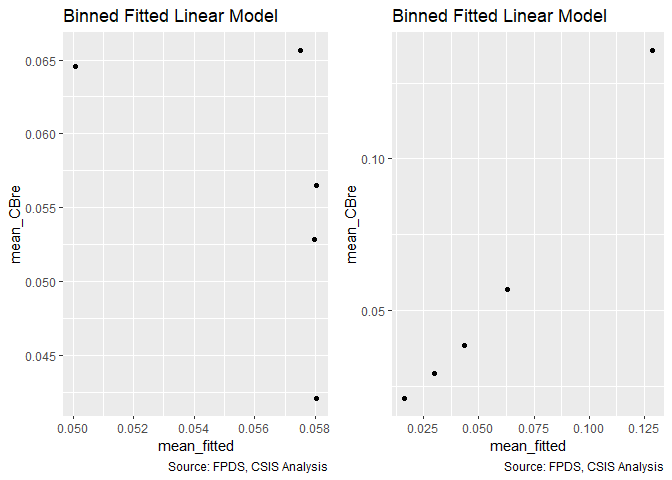 Binned Fitted Linear Model
mean_CBre
0.065
0.060
0.055
0.050
0.045
0.050 0.052 0.054 0.056 0.058
mean_fitted
Source: FPDS, CSIS Analysis
Binned Fitted Linear Model
mean_CBre
0.10
0.05
0.025 0.050 0.075 0.100 0.125
mean_fitted
Source: FPDS, CSIS Analysis